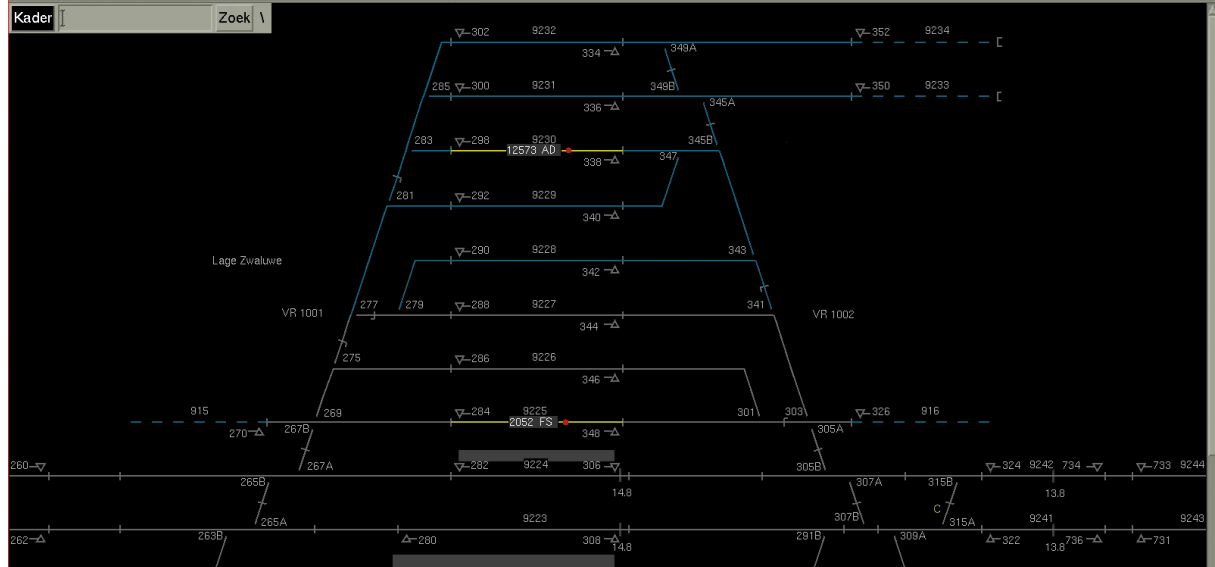 Kader Zoek \
302 9232 352 9234
334 349A
285 300 9231 349B 350 9233
336 345A
283 298 9230 345B
12573 AD
338 347
281 292 9229
340
290 9228 343
Lage Zwaluwe
342
277 279 288 9227 341
VR 1001 VR 1002
344
275 286 9226
346
915 269 284 9225 301 303 326 916
2052 FS
270 267B 348 305A
260 267A 282 9224 306 305B 324 9242 734 733 9244
265B 307A 315B
14.8 13.8
C
265A 9223 307B 315A 9241 9243
262 263B 280 308 291B 309A 322 736 731
14.8 13.8